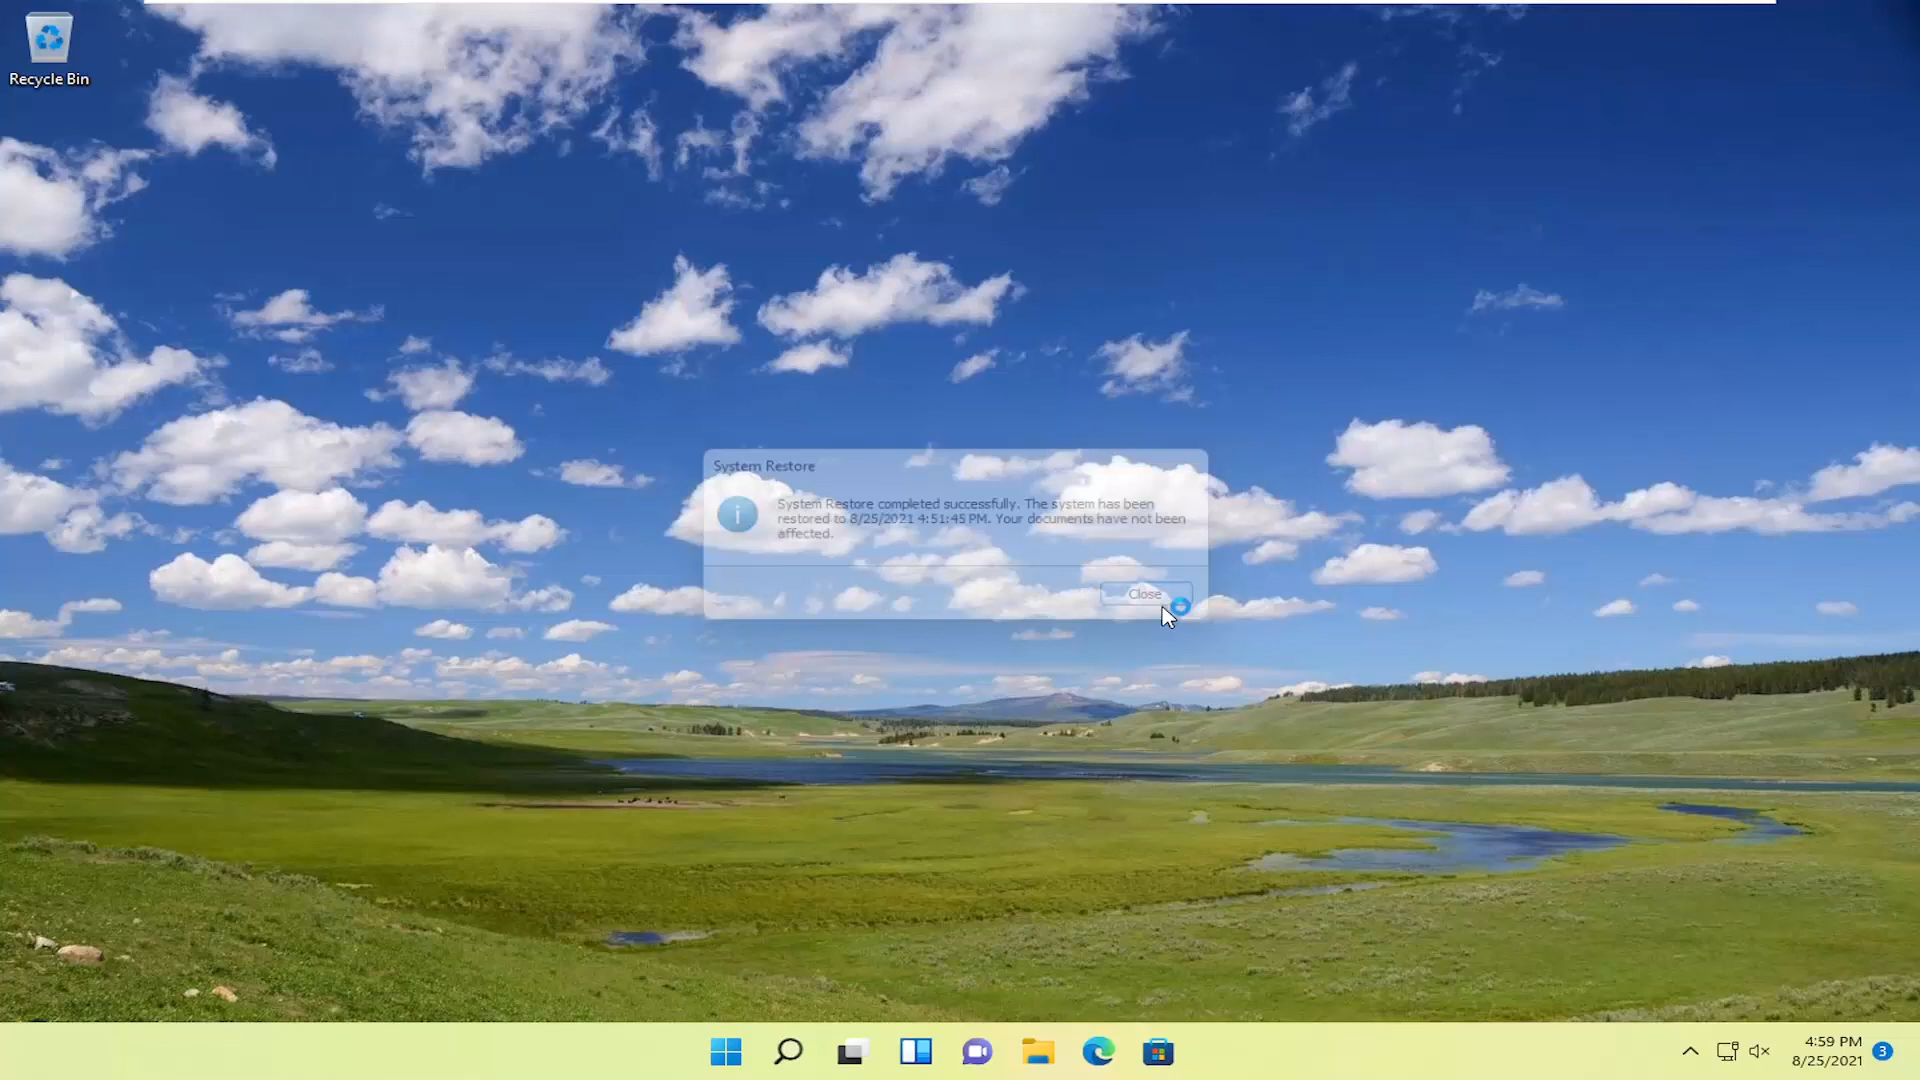 Recycle Bin
System Restore
System Restore completed successfully. The system has been
restored to 8/25/2021 4:51:45 PM. Your documents have not been
affected.
Close
4:59 PM
8/25/2021
3